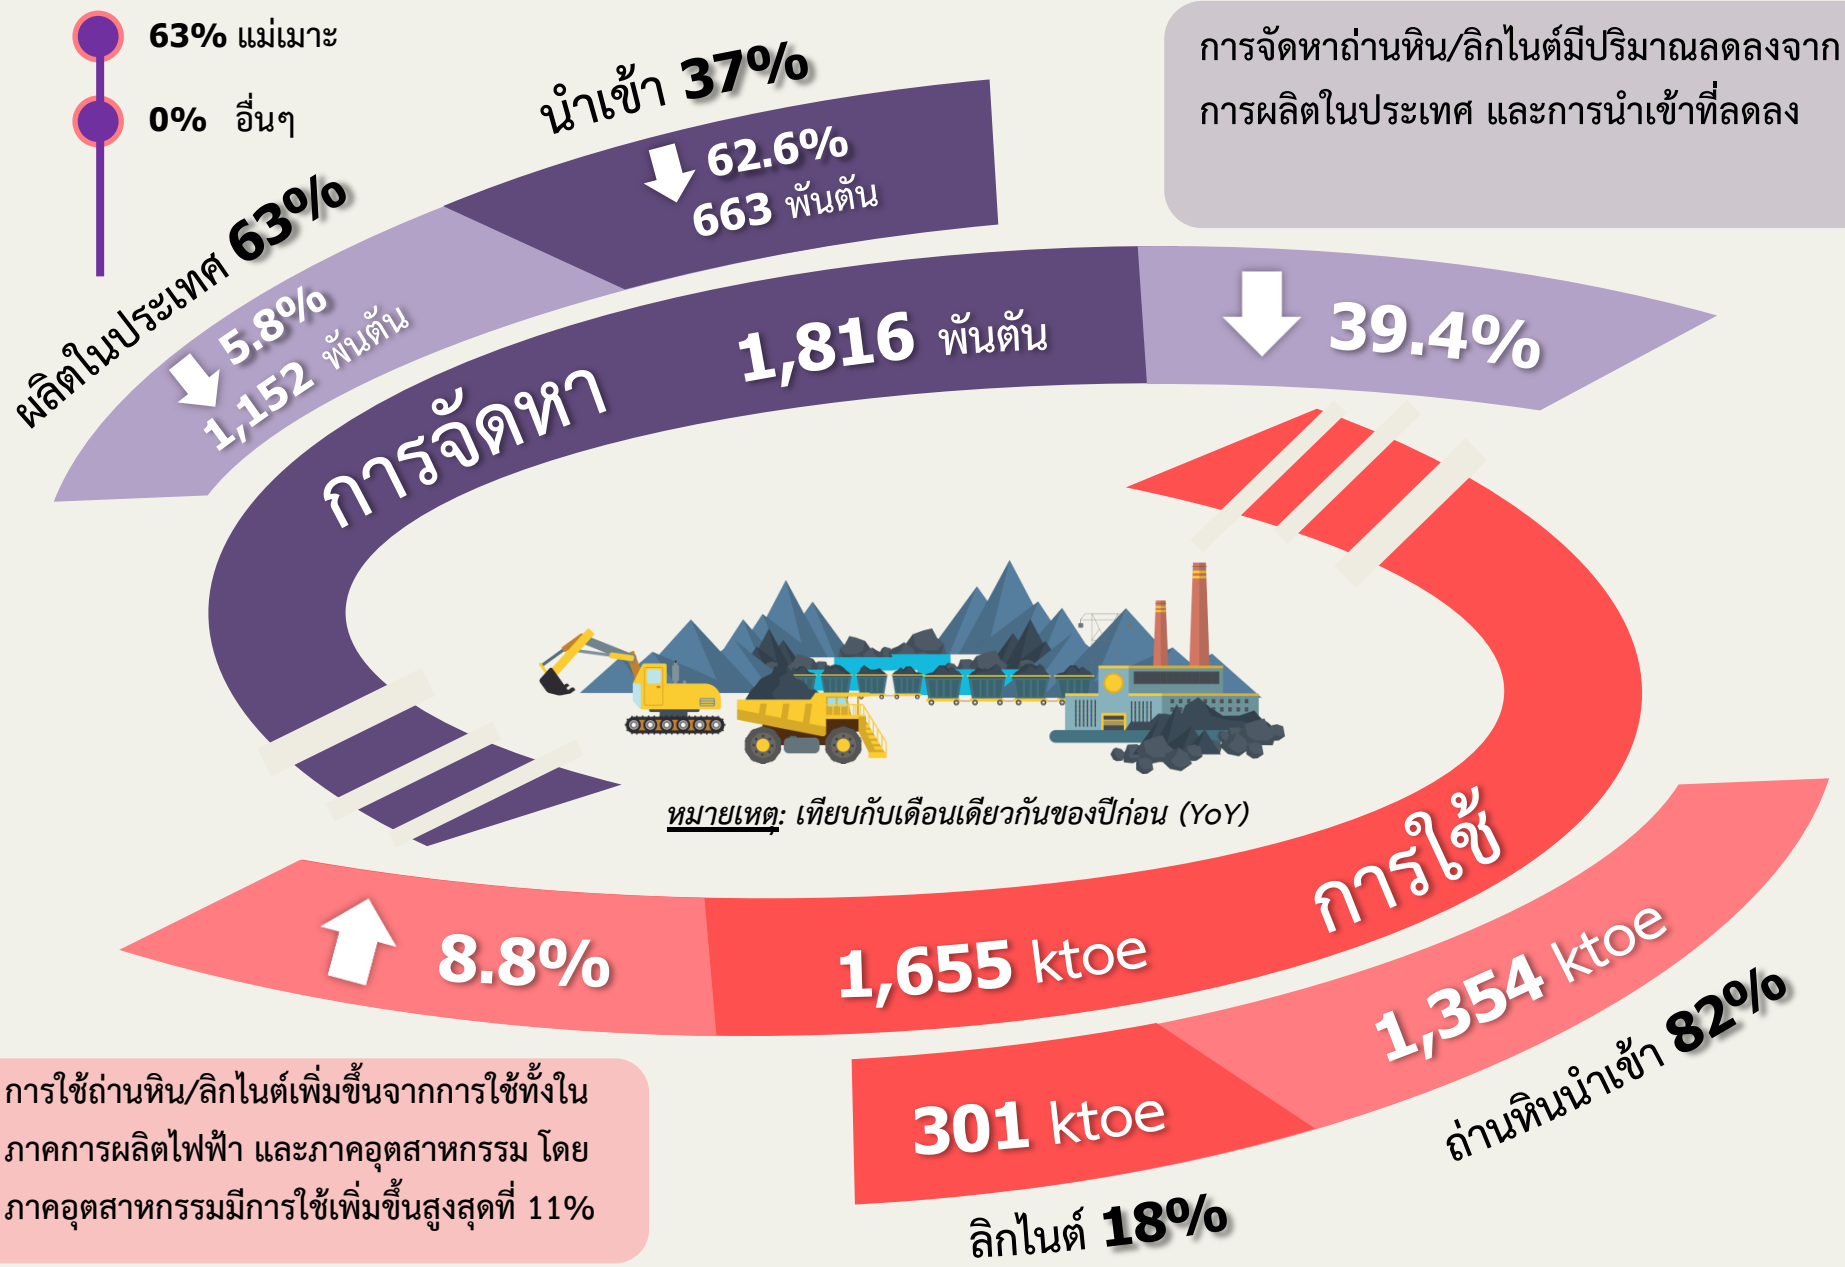 63% แม่เมาะ
0% อื่นๆ
นำเข้า 37%
62.6%
663 พันตัน
การจัดหาถ่านหิน/ลิกไนต์มีปริมาณลดลงจาก
การผลิตในประเทศ และการนำเข้าที่ลดลง
ผลิตในประเทศ 63%
5.8%
1,152 พันตัน
การจัดหา
1,816 พันตัน
39.4%
หมายเหตุ: เทียบกับเดือนเดียวกันของปีก่อน (YoY)
การใช้
1,655 ktoe
8.8%
1,354 ktoe
ถ่านหินนำเข้า 82%
301 ktoe
ลิกไนต์ 18%
การใช้ถ่านหิน/ลิกไนต์เพิ่มขึ้นจากการใช้ทั้งใน
ภาคการผลิตไฟฟ้า และภาคอุตสาหกรรม โดย
ภาคอุตสาหกรรมมีการใช้เพิ่มขึ้นสูงสุดที่ 11%